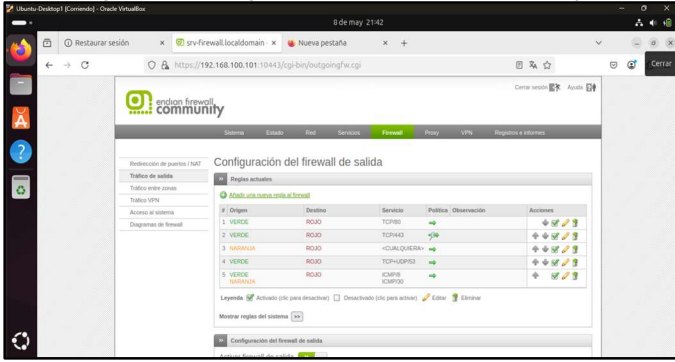 Ubuntu-Desktop1 [Corriendo] - Oracle VirtualBox
8 de may 21:42
Restaurar sesión
srv-firewall.localdomain -
Nueva pestaña
https://192.168.100.101:10443/cgi-bin/outgoingfw.cgi
Cerrar
Cerrar sesión Ayuda
endian firewall
community
Sistema Estado Red Servicios Firewall Proxy VPN Registros e informes
Redirección de puertos / NAT
Tráfico de salida
Tráfico entre zonas
Tráfico VPN
Acceso al sistema
Diagramas de firewall
Configuración del firewall de salida
Reglas actuales
Añade una nueva regla al firewall
# Origen Destino Servicio Política Observación Acciones
1 VERDE ROJO TCP/80
2 VERDE ROJO TCP/443
3 NARANJA ROJO <CUALQUIERA>
4 VERDE ROJO TCP+UDP/53
5 VERDE ROJO ICMP/8
NARANJA ICMP/30
Leyenda Activado (clic para desactivar) Desactivado (clic para activar) Editar Eliminar
Mostrar reglas del sistema >>
Configuración del firewall de salida
Activar firewall de salida